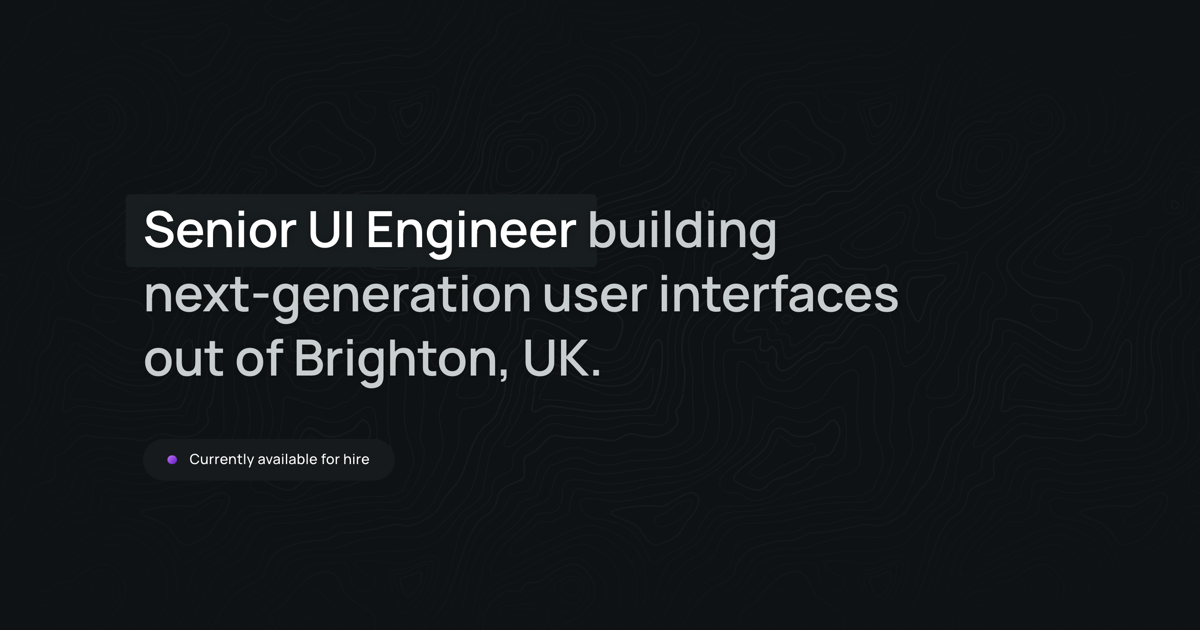 Senior UI Engineer building
next-generation user interfaces
out of Brighton, UK.
Currently available for hire